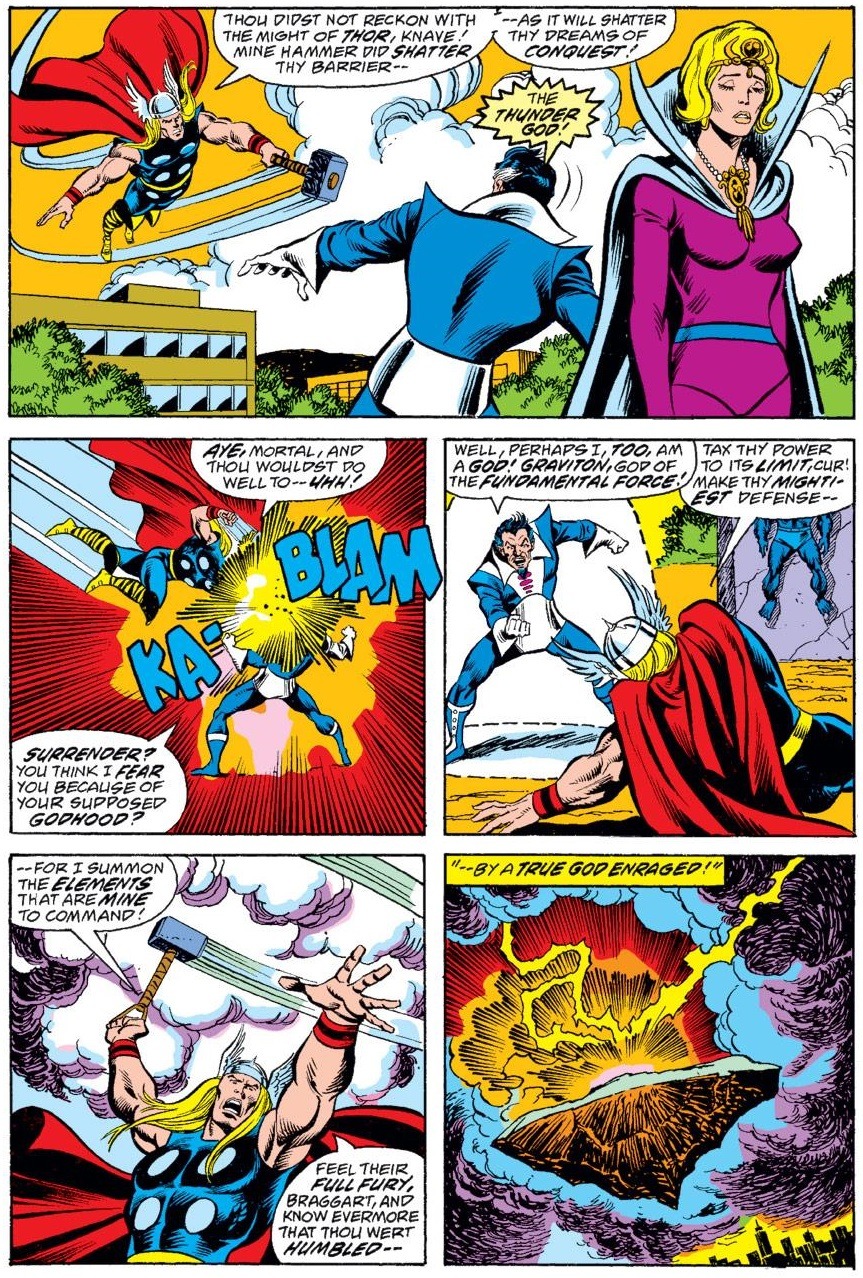 THOU DIDST NOT RECKON WITH
THE MIGHT OF THOR, KNAVE!
MINE HAMMER DID SHATTER
THY BARRIER--
--AS IT WILL SHATTER
THY DREAMS OF
CONQUEST!
THE
THUNDER
GOD!
AYE, MORTAL, AND
THOU WOULDST DO
WELL TO--UHH!
KA-
BLAM
SURRENDER?
YOU THINK I FEAR
YOU BECAUSE OF
YOUR SUPPOSED
GODHOOD?
WELL, PERHAPS I, TOO, AM
A GOD! GRAVITON, GOD OF
THE FUNDAMENTAL FORCE!
TAX THY POWER
TO ITS LIMIT, CUR!
MAKE THY MIGHTI-
EST DEFENSE--
--FOR I SUMMON
THE ELEMENTS
THAT ARE MINE
TO COMMAND!
FEEL THEIR
FULL FURY,
BRAGGART, AND
KNOW EVERMORE
THAT THOU WERT
HUMBLED--
"--BY A TRUE GOD ENRAGED!"